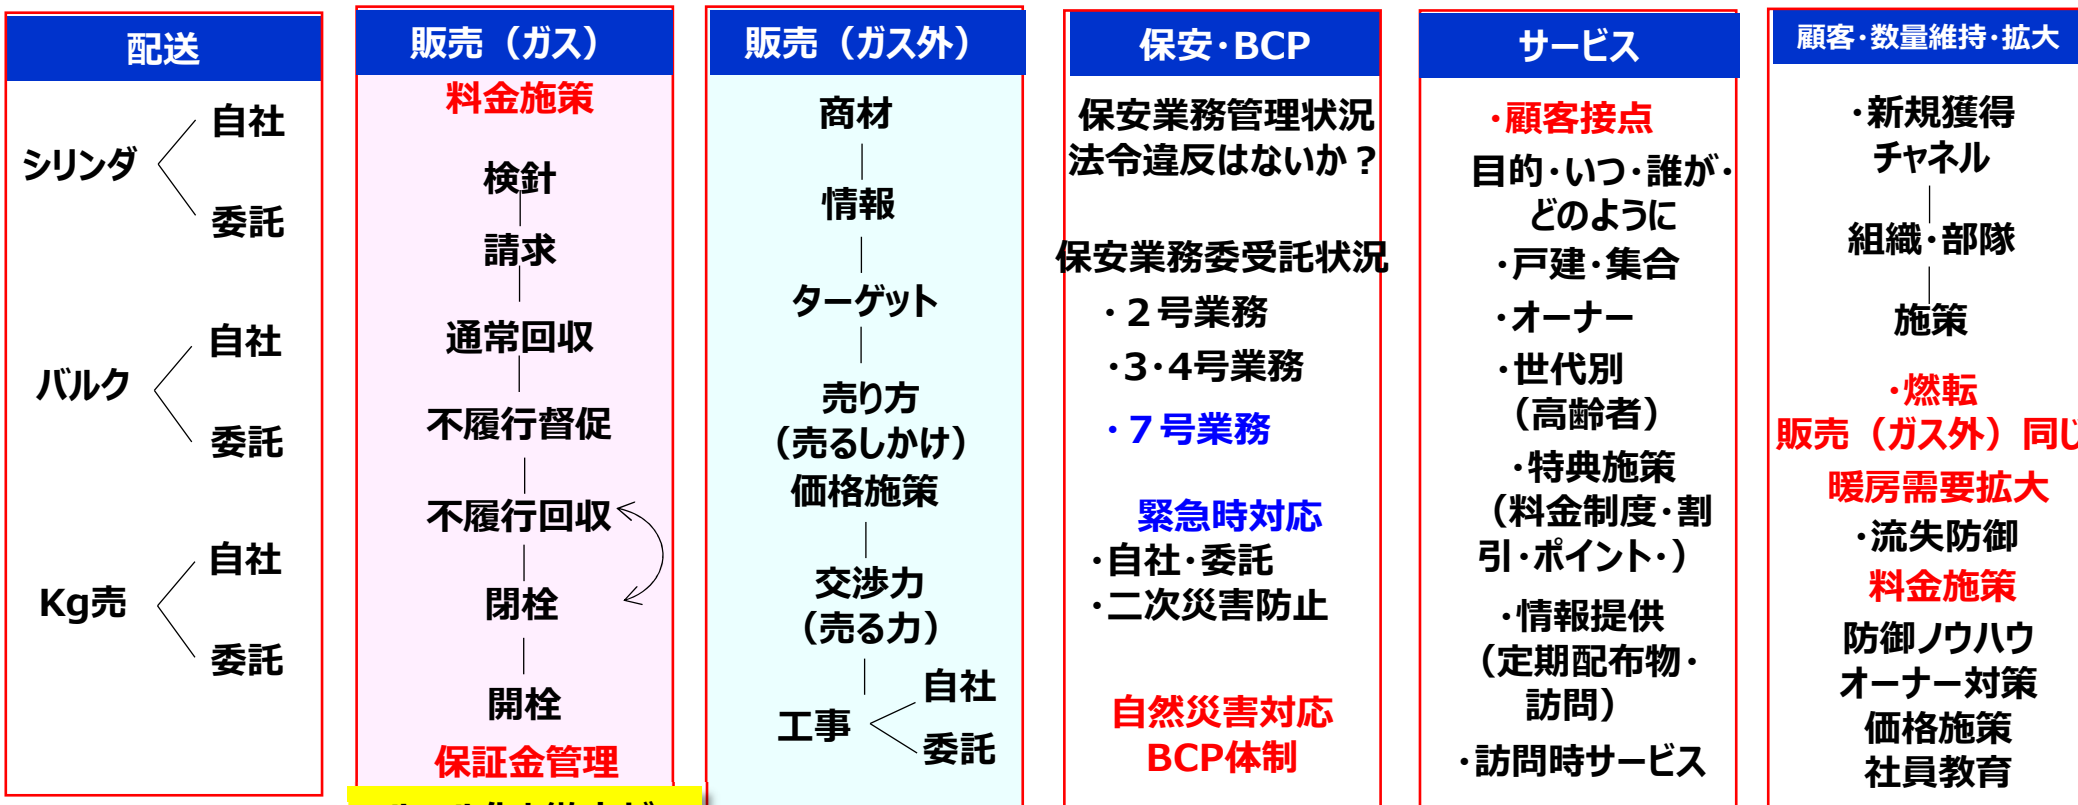 配送
シリンダ
自社
委託
バルク
自社
委託
Kg売
自社
委託
販売（ガス）
料金施策
検針
請求
通常回収
不履行督促
不履行回収
閉栓
開栓
保証金管理
販売（ガス外）
商材
情報
ターゲット
売り方
（売るしかけ）
価格施策
交渉力
（売る力）
工事
自社
委託
保安・BCP
保安業務管理状況
法令違反はないか？
保安業務委受託状況
・２号業務
・3・4号業務
・７号業務
緊急時対応
・自社・委託
・二次災害防止
自然災害対応
BCP体制
サービス
・顧客接点
目的・いつ・誰が・
どのように
・戸建・集合
・オーナー
・世代別
（高齢者）
・特典施策
（料金制度・割
引・ポイント・）
・情報提供
（定期配布物・
訪問）
・訪問時サービス
顧客・数量維持・拡大
・新規獲得
チャネル
組織・部隊
施策
・燃転
販売（ガス外）同じ
暖房需要拡大
・流失防御
料金施策
防御ノウハウ
オーナー対策
価格施策
社員教育